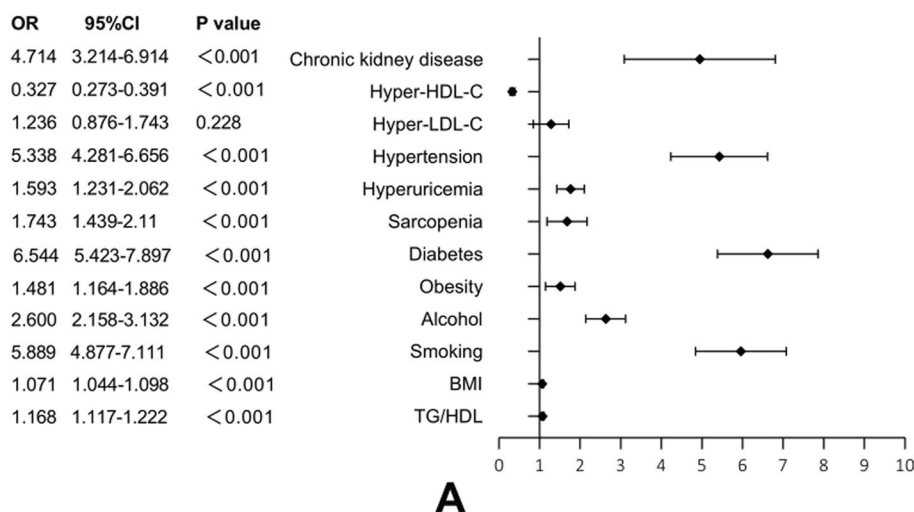 OR 95%CI P value
4.714 3.214-6.914 ＜0.001 Chronic kidney disease
0.327 0.273-0.391 ＜0.001 Hyper-HDL-C
1.236 0.876-1.743 0.228 Hyper-LDL-C
5.338 4.281-6.656 ＜0.001 Hypertension
1.593 1.231-2.062 ＜0.001 Hyperuricemia
1.743 1.439-2.11 ＜0.001 Sarcopenia
6.544 5.423-7.897 ＜0.001 Diabetes
1.481 1.164-1.886 ＜0.001 Obesity
2.600 2.158-3.132 ＜0.001 Alcohol
5.889 4.877-7.111 ＜0.001 Smoking
1.071 1.044-1.098 ＜0.001 BMI
1.168 1.117-1.222 ＜0.001 TG/HDL
0 1 2 3 4 5 6 7 8 9 10
A